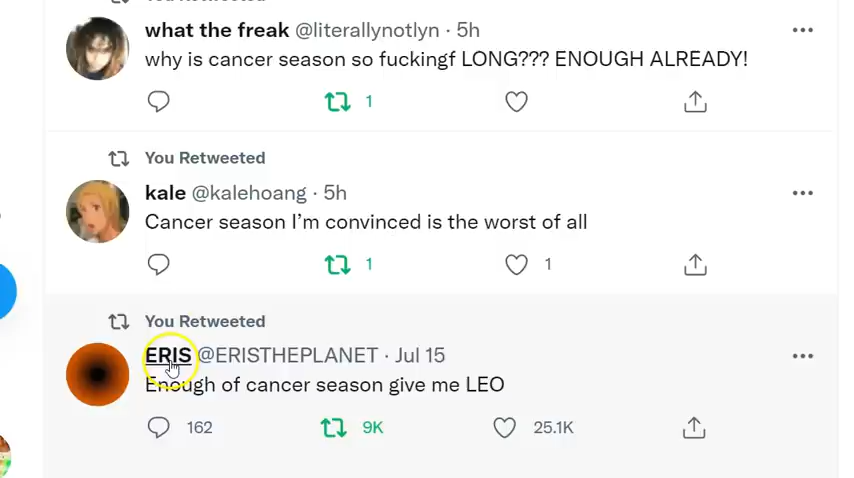 what the freak @literallynotlyn · 5h
why is cancer season so fuckingf LONG??? ENOUGH ALREADY!
1
You Retweeted
kale @kalehoang · 5h
Cancer season I’m convinced is the worst of all
1 1
You Retweeted
ERIS @ERISTHEPLANET · Jul 15
Enough of cancer season give me LEO
162 9K 25.1K